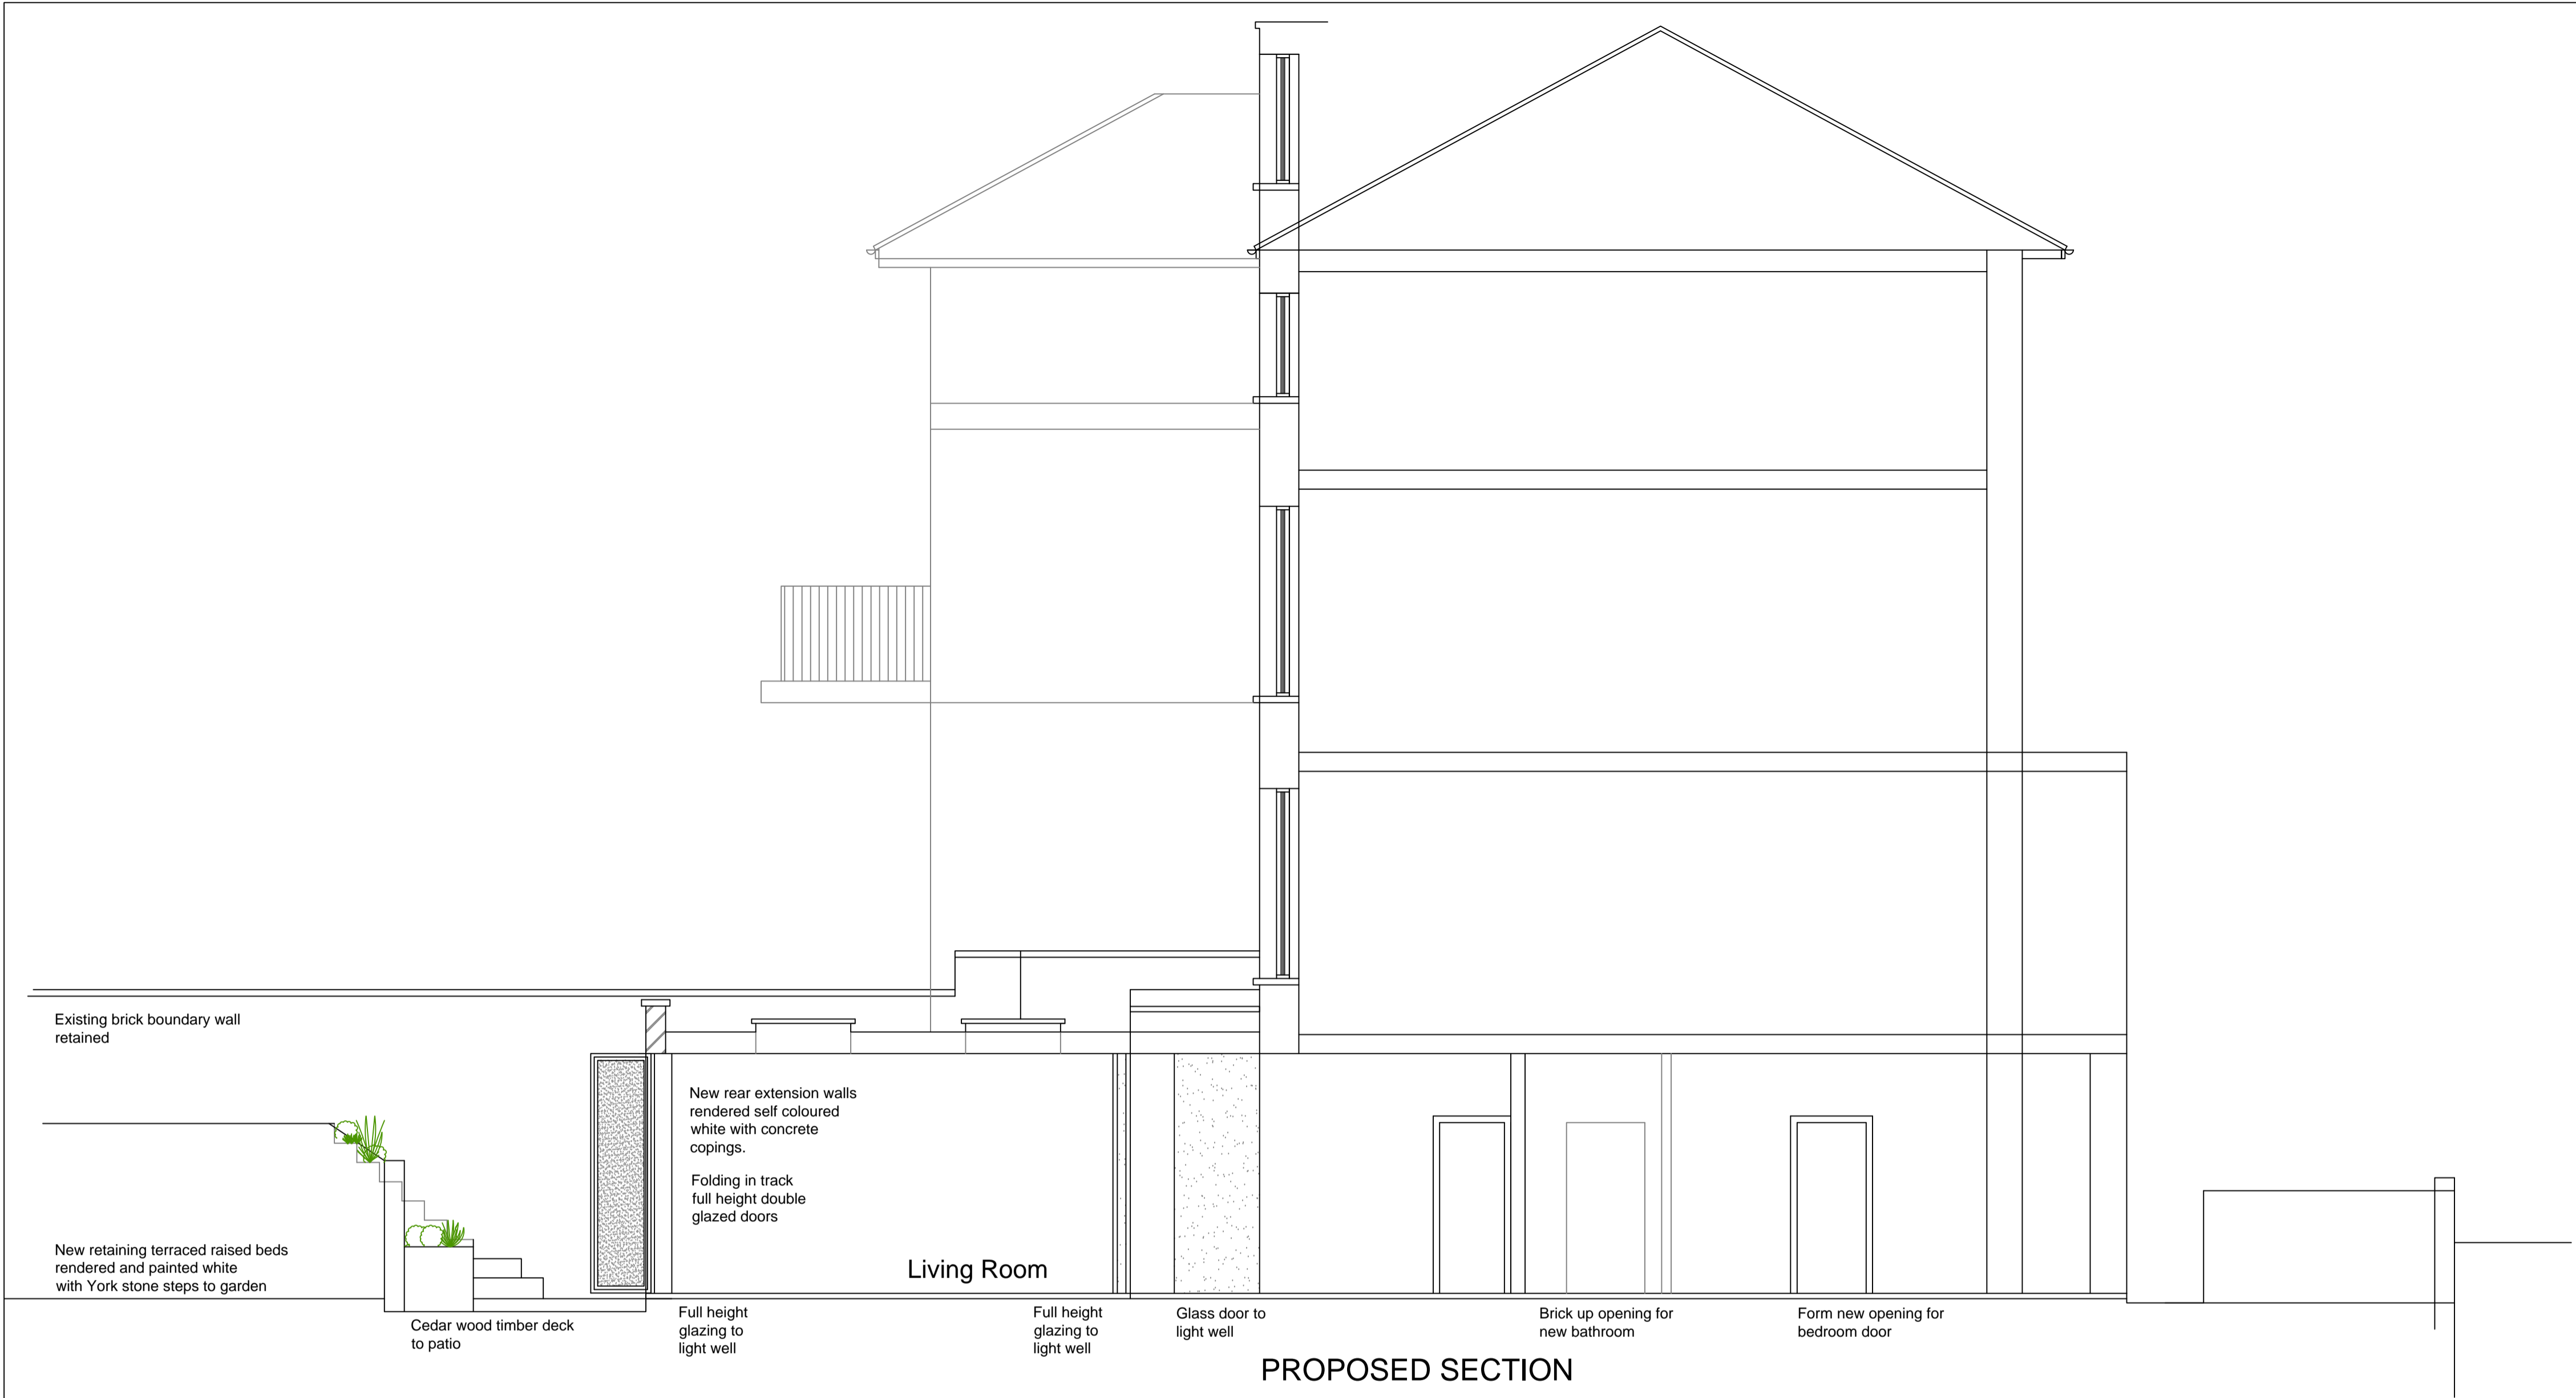 Existing brick boundary wall
retained
New rear extension walls
rendered self coloured
white with concrete
copings.
Folding in track
full height double
glazed doors
New retaining terraced raised beds
rendered and painted white
with York stone steps to garden
Living Room
Cedar wood timber deck
to patio
Full height
glazing to
light well
Full height
glazing to
light well
Glass door to
light well
Brick up opening for
new bathroom
Form new opening for
bedroom door
PROPOSED SECTION